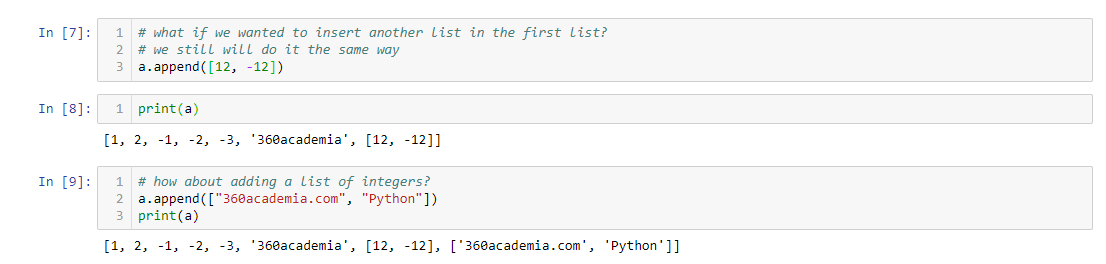 In [7]:
1 # what if we wanted to insert another list in the first list?
2 # we still will do it the same way
3 a.append([12, -12])
In [8]:
1 print(a)
[1, 2, -1, -2, -3, '360academia', [12, -12]]
In [9]:
1 # how about adding a list of integers?
2 a.append(["360academia.com", "Python"])
3 print(a)
[1, 2, -1, -2, -3, '360academia', [12, -12], ['360academia.com', 'Python']]